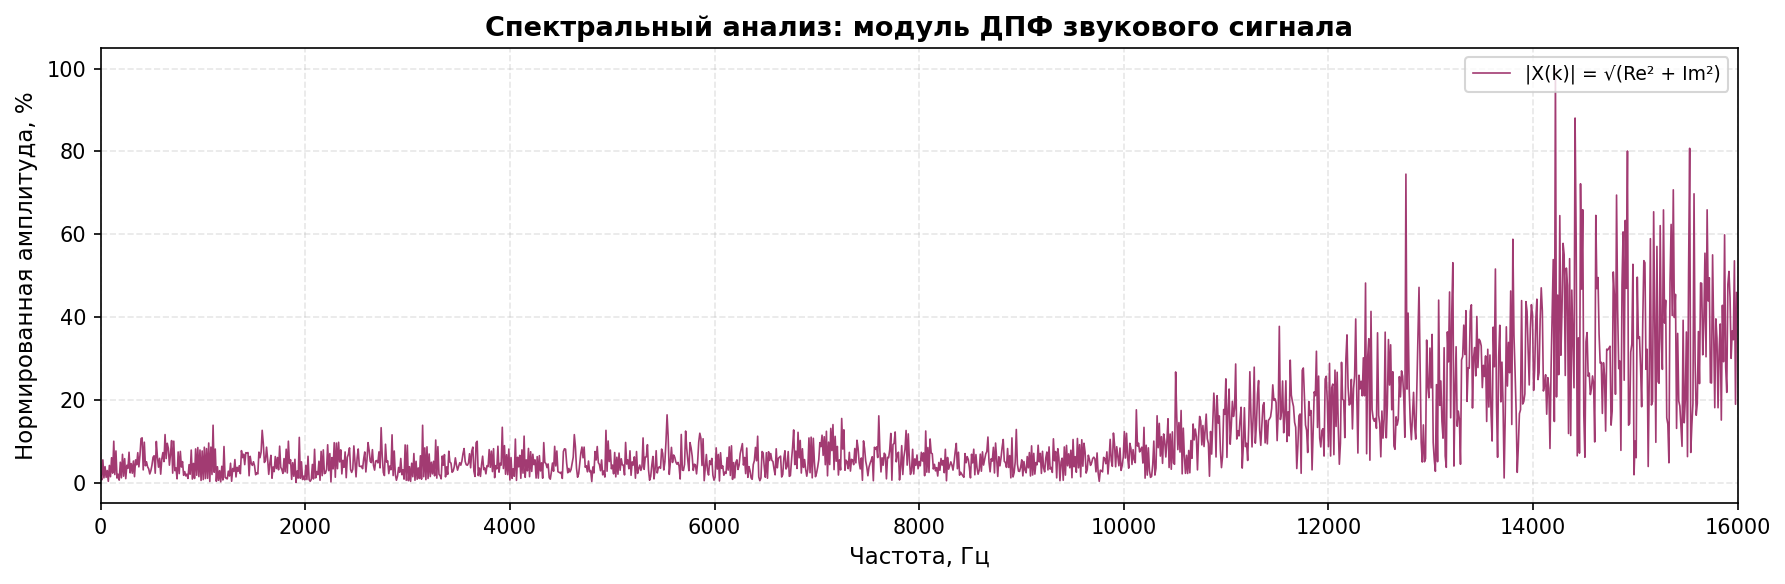 Спектральный анализ: модуль ДПФ звукового сигнала
|X(k)| = √(Re² + Im²)
Нормированная амплитуда, %
100
80
60
40
20
0
0 2000 4000 6000 8000 10000 12000 14000 16000
Частота, Гц